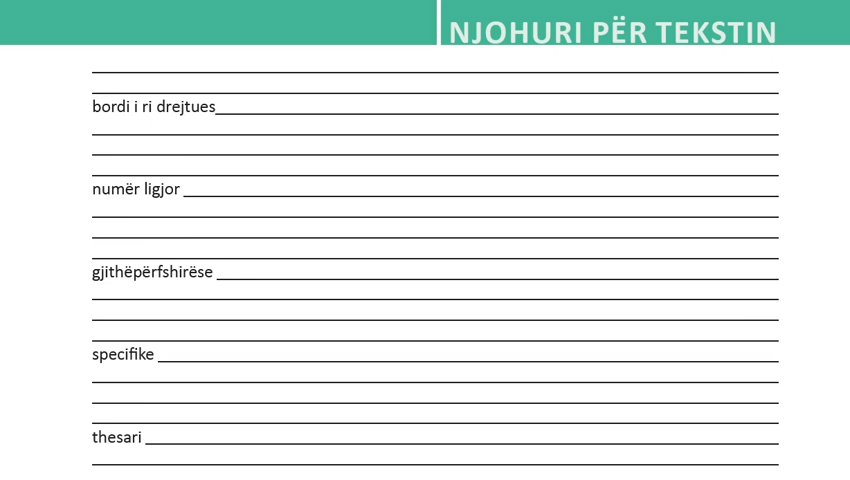 NJOHURI PËR TEKSTIN
bordi i ri drejtues
numër ligjor
gjithëpërfshirëse
specifike
thesari